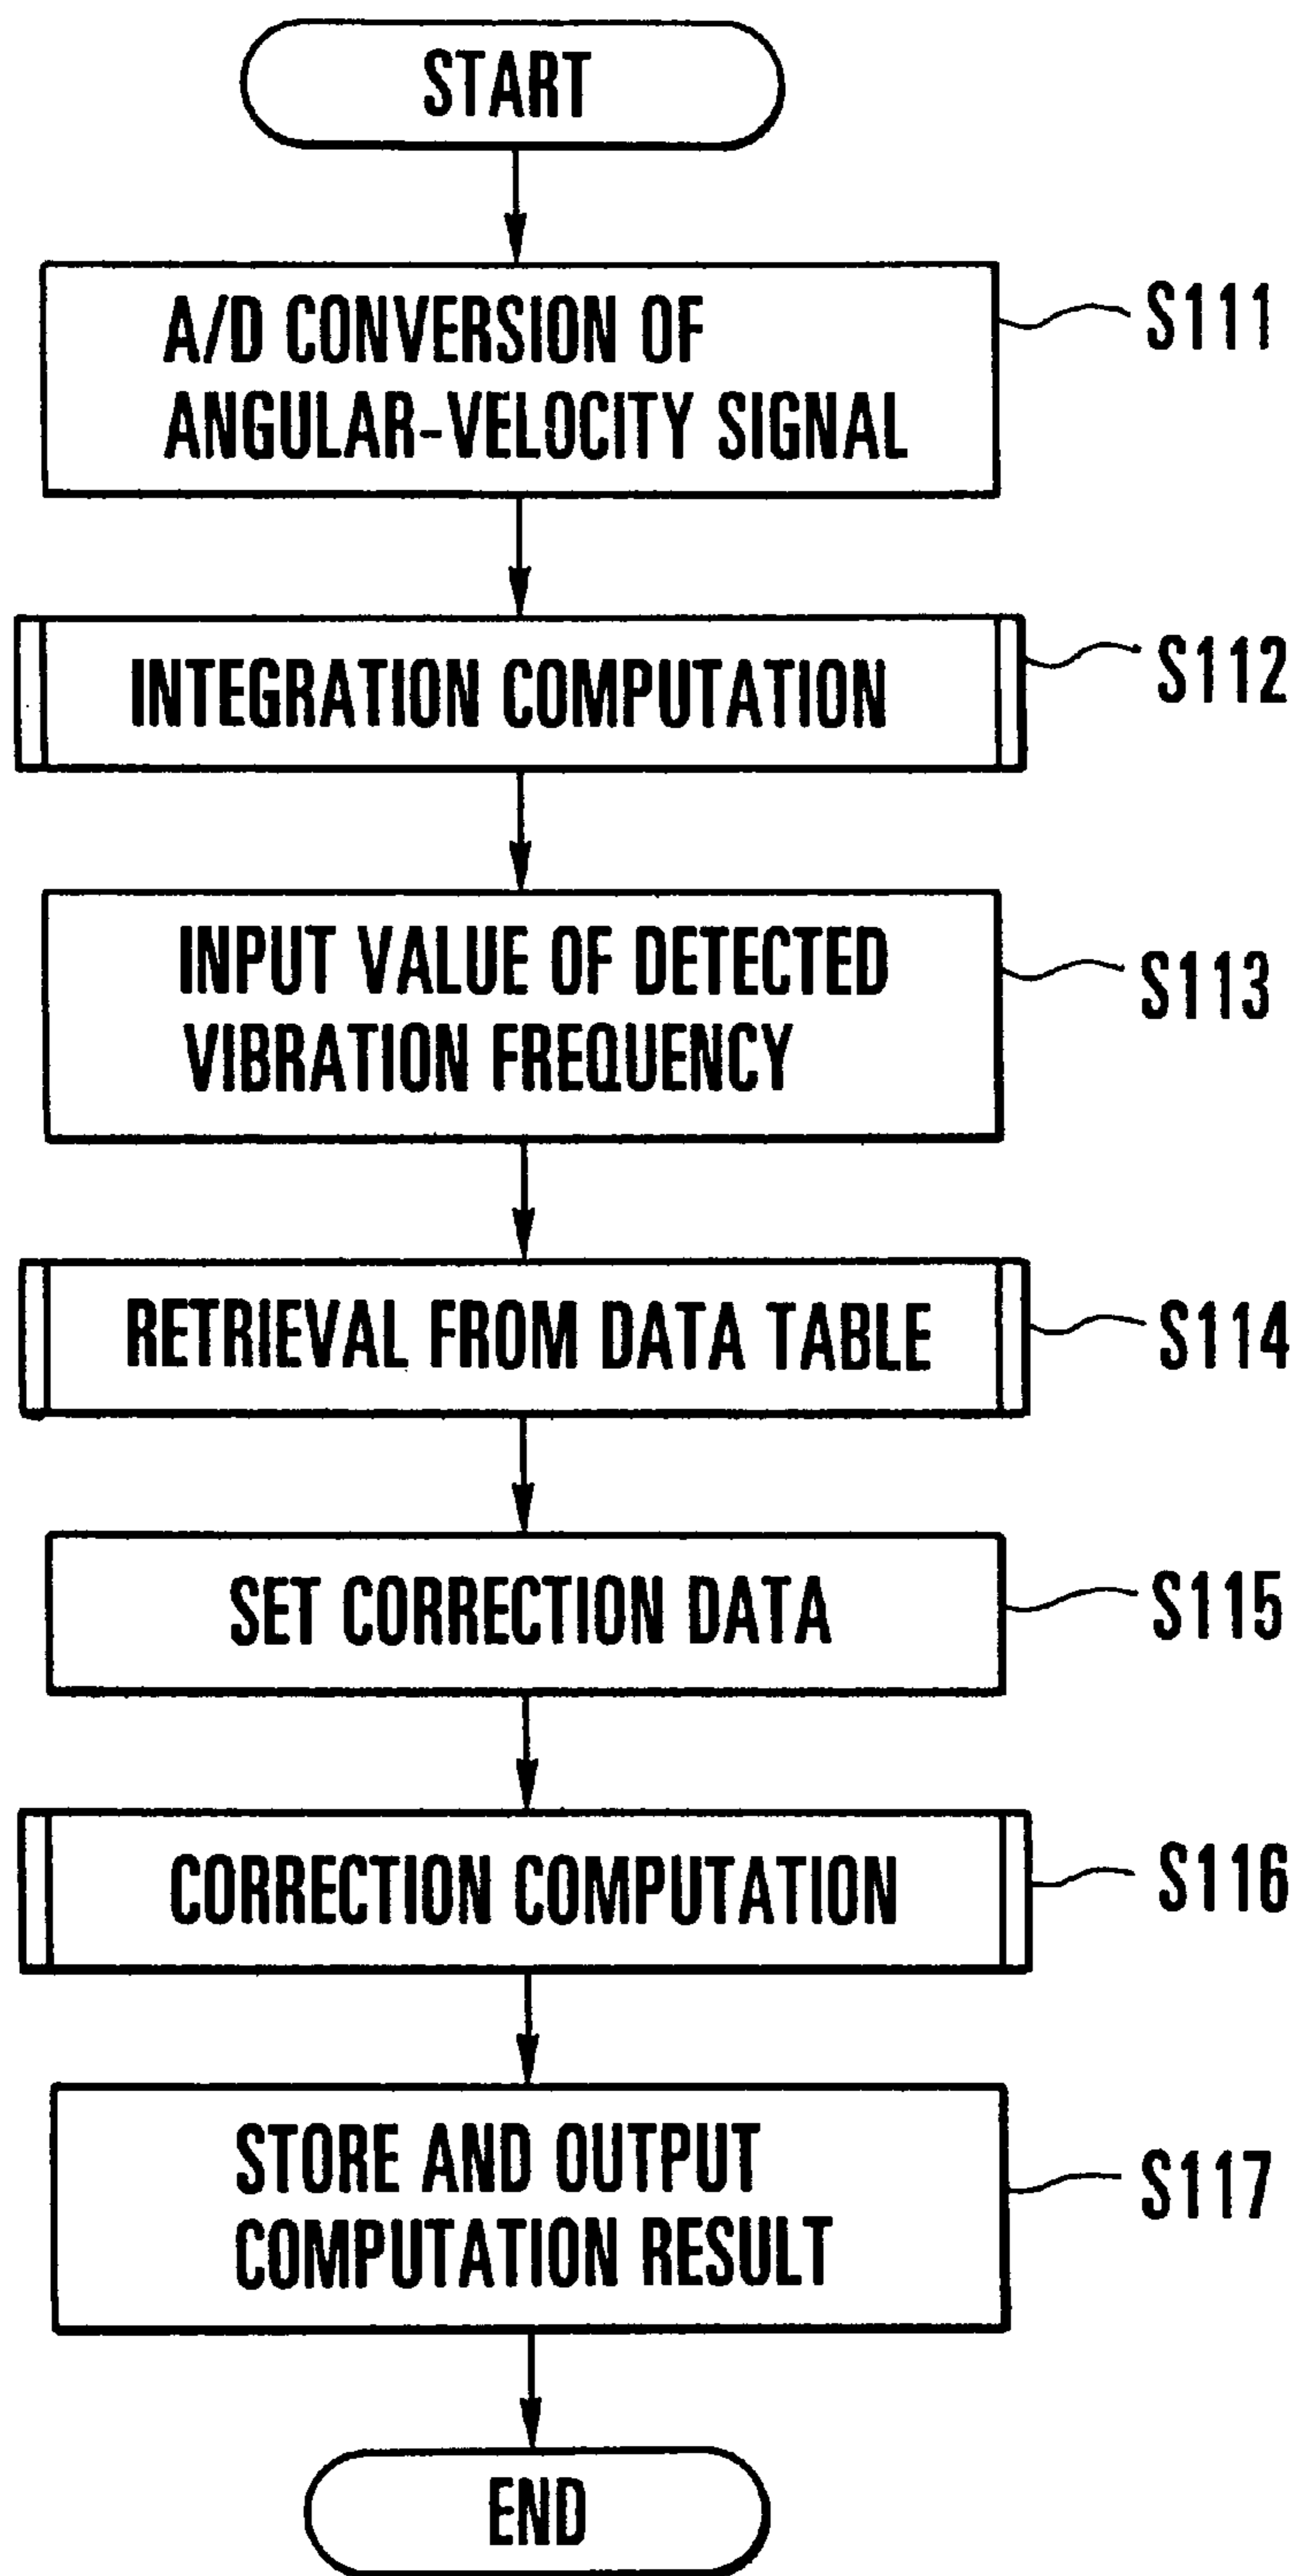 START
A/D CONVERSION OF
ANGULAR-VELOCITY SIGNAL
S111
INTEGRATION COMPUTATION
S112
INPUT VALUE OF DETECTED
VIBRATION FREQUENCY
S113
RETRIEVAL FROM DATA TABLE
S114
SET CORRECTION DATA
S115
CORRECTION COMPUTATION
S116
STORE AND OUTPUT
COMPUTATION RESULT
S117
END